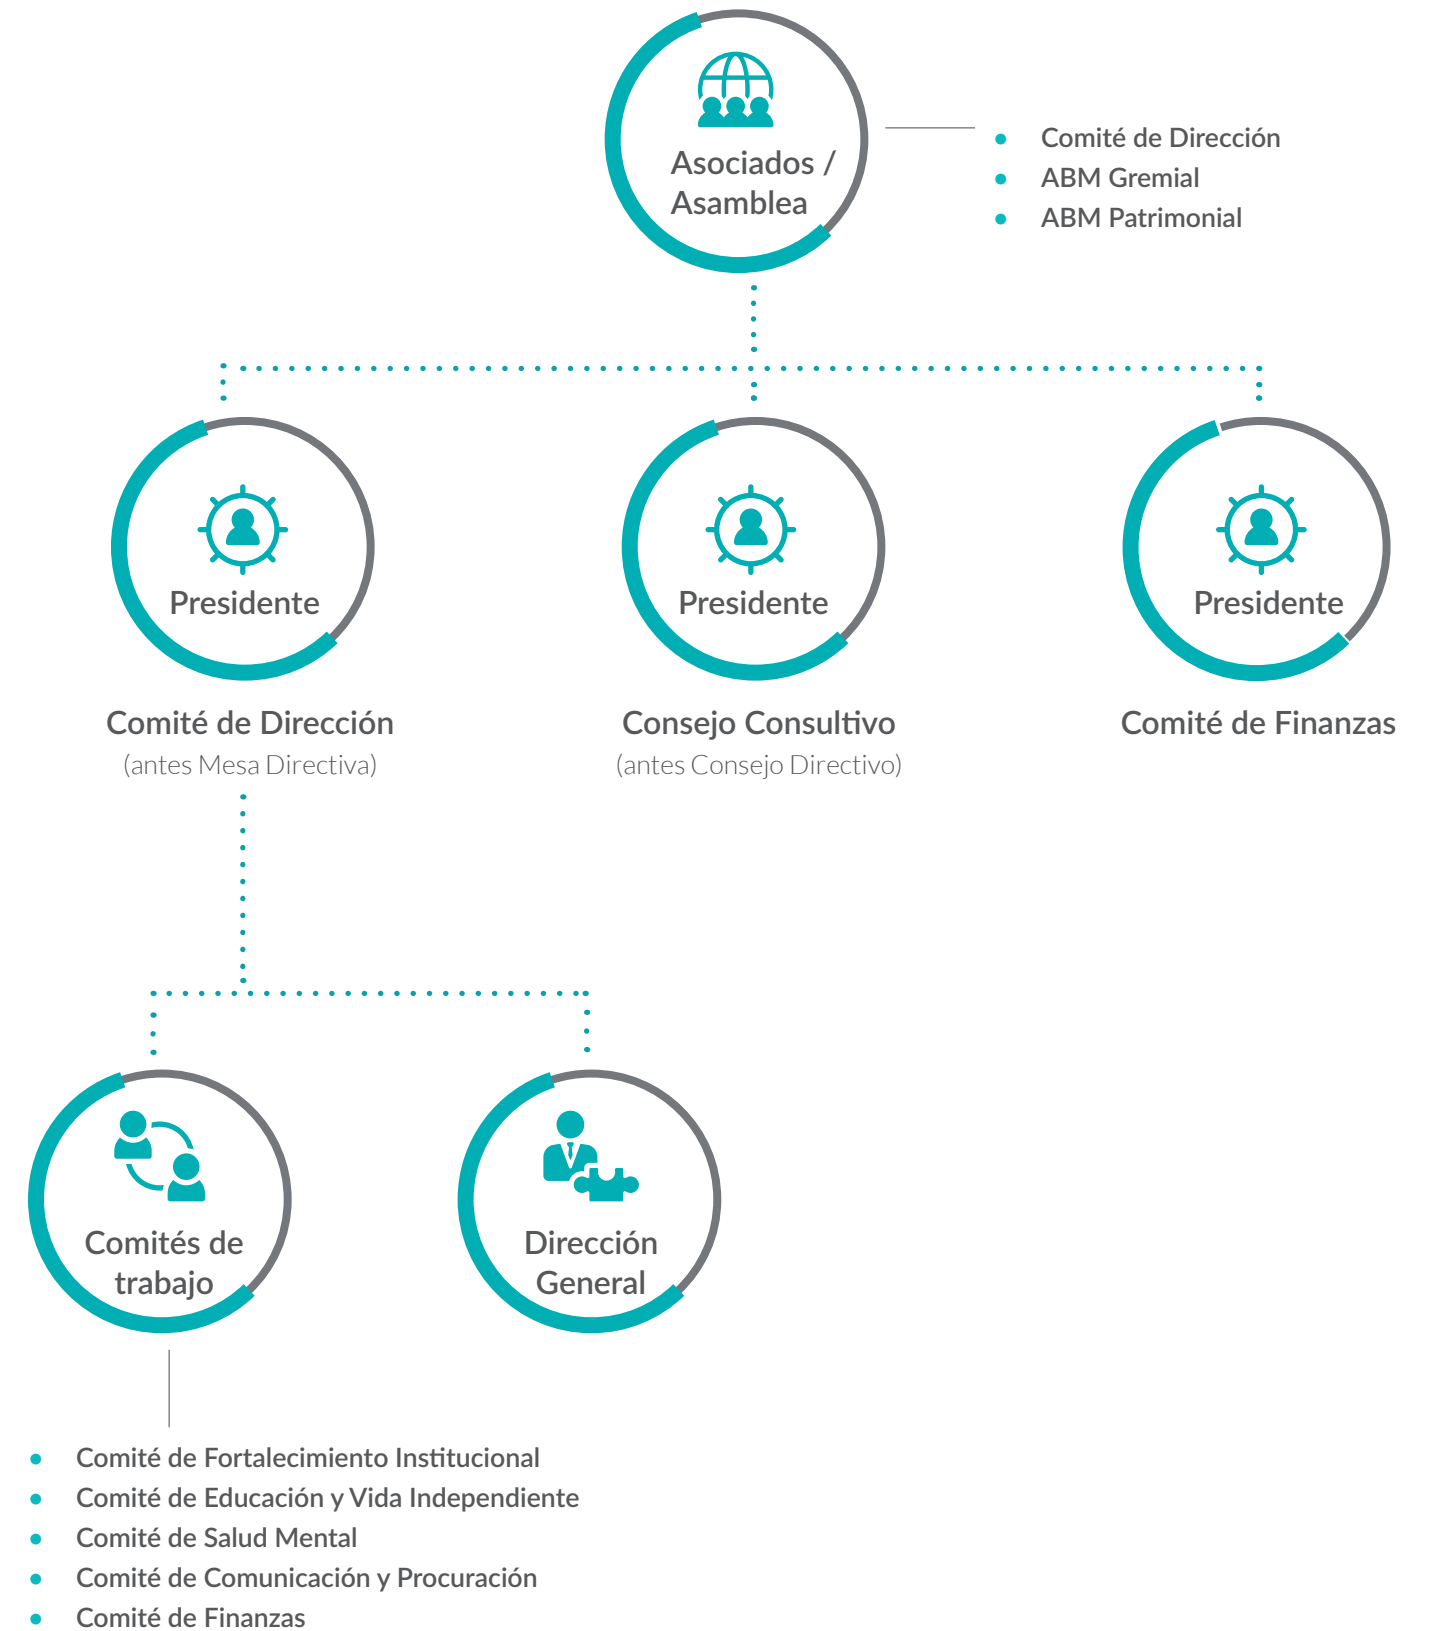 Asociados /
Asamblea
• Comité de Dirección
• ABM Gremial
• ABM Patrimonial
Presidente
Comité de Dirección
(antes Mesa Directiva)
Presidente
Consejo Consultivo
(antes Consejo Directivo)
Presidente
Comité de Finanzas
Comités de
trabajo
Dirección
General
• Comité de Fortalecimiento Institucional
• Comité de Educación y Vida Independiente
• Comité de Salud Mental
• Comité de Comunicación y Procuración
• Comité de Finanzas